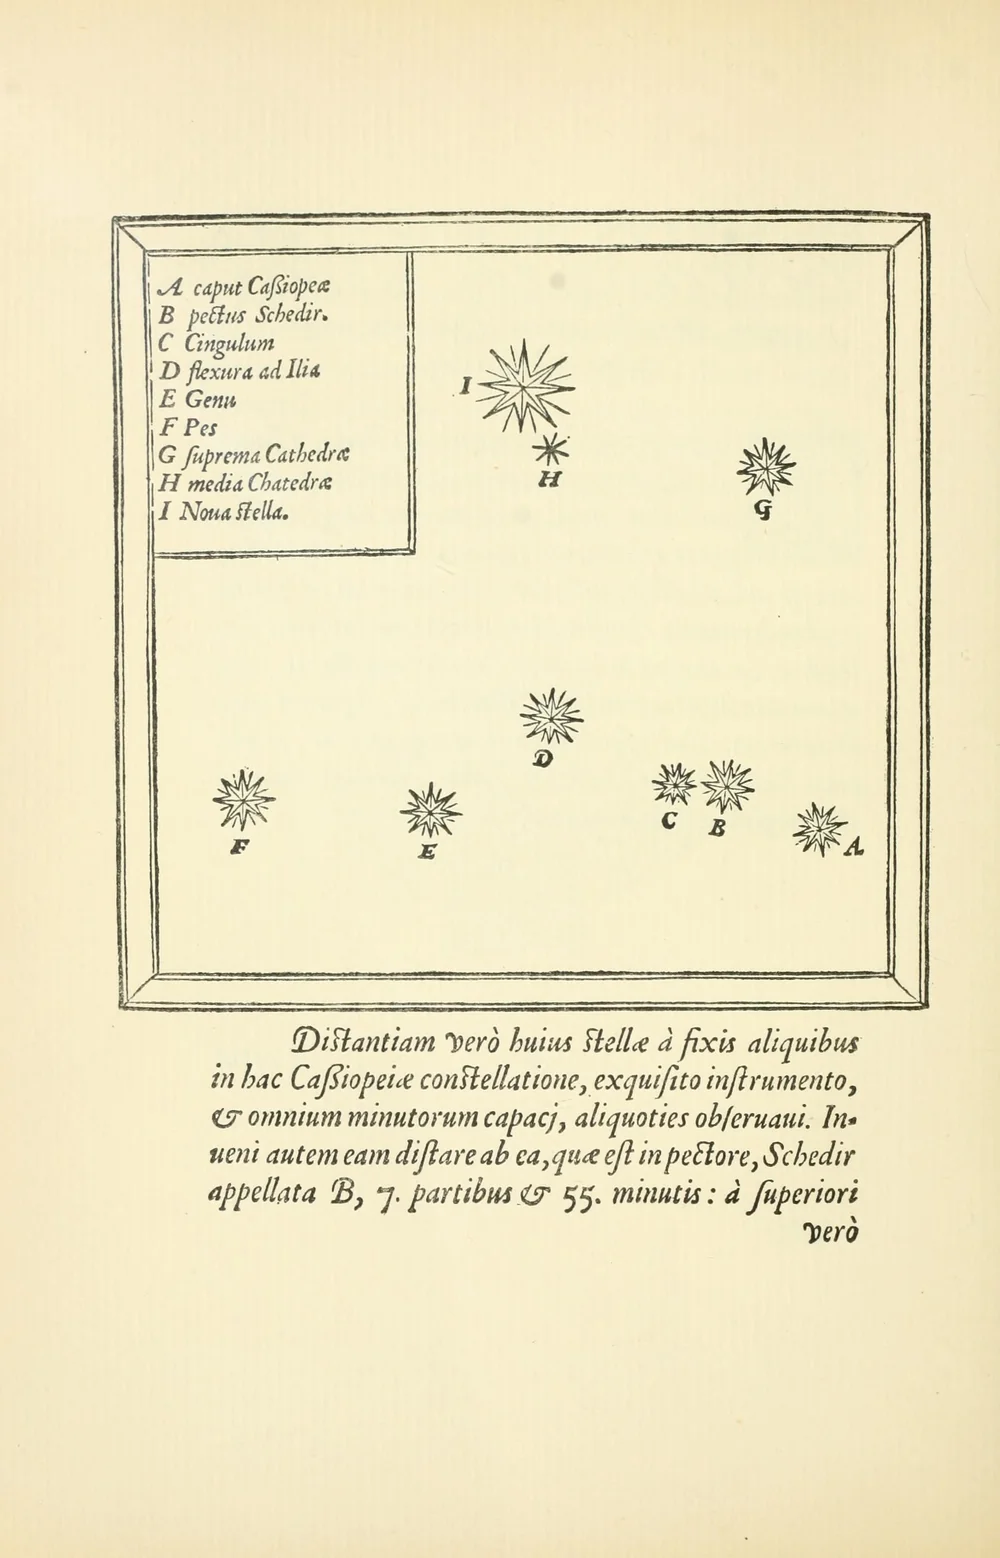 A caput Caßiopeæ
B pectus Schedir.
C Cingulum
D flexura ad Ilia
E Genu
F Pes
G ſuprema Cathedræ
H media Chatedræ
I Noua stella.
I
H
G
D
C
B
A
F
E
Distantiam verò huius stellæ à fixis aliquibus
in hac Caßiopeiæ constellatione, exquiſito inſtrumento,
& omnium minutorum capacj, aliquoties obſeruaui. In-
ueni autem eam diſtare ab ea, quæ eſt in pectore, Schedir
appellata B, 7. partibus & 55. minutis: à ſuperiori
verò